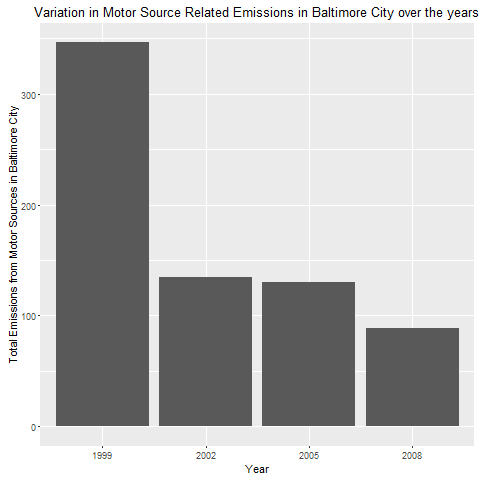 Variation in Motor Source Related Emissions in Baltimore City over the years
Total Emissions from Motor Sources in Baltimore City
300
200
100
0
1999 2002 2005 2008
Year